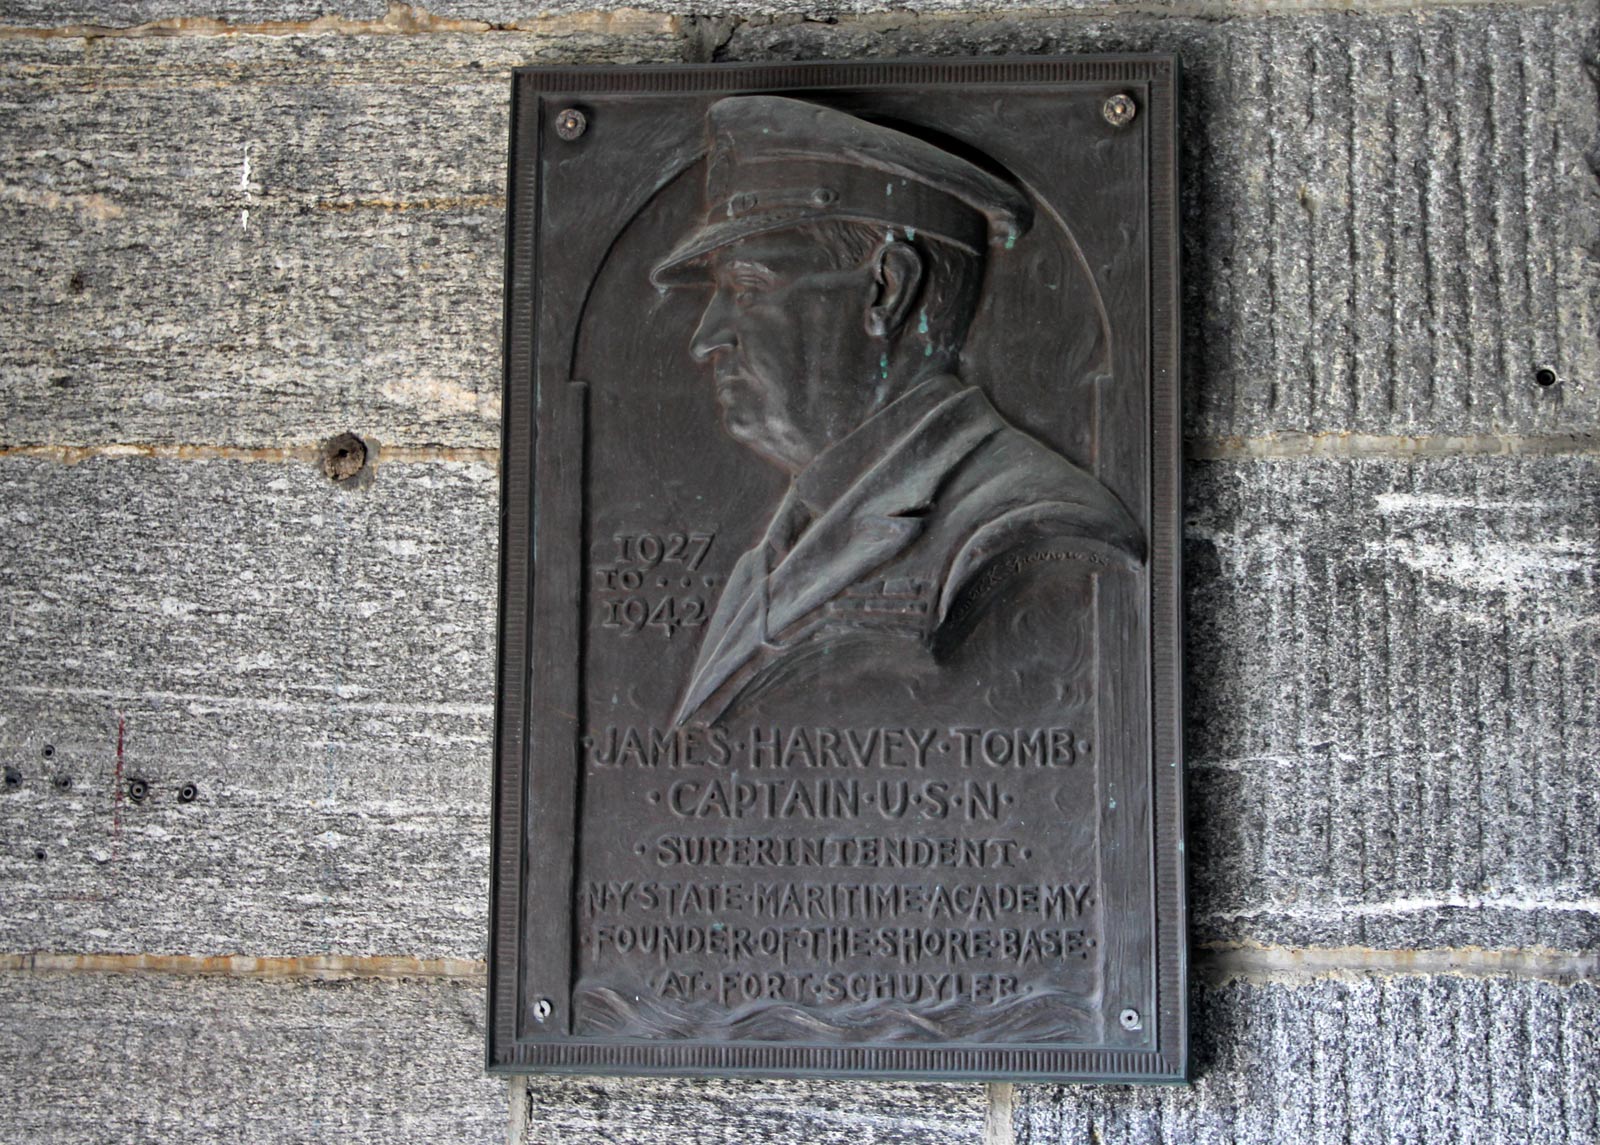 1927
TO...
1942
·JAMES·HARVEY·TOMB·
·CAPTAIN·U·S·N·
·SUPERINTENDENT·
·N·Y·STATE·MARITIME·ACADEMY·
·FOUNDER·OF·THE·SHORE·BASE·
·AT·FORT·SCHUYLER·